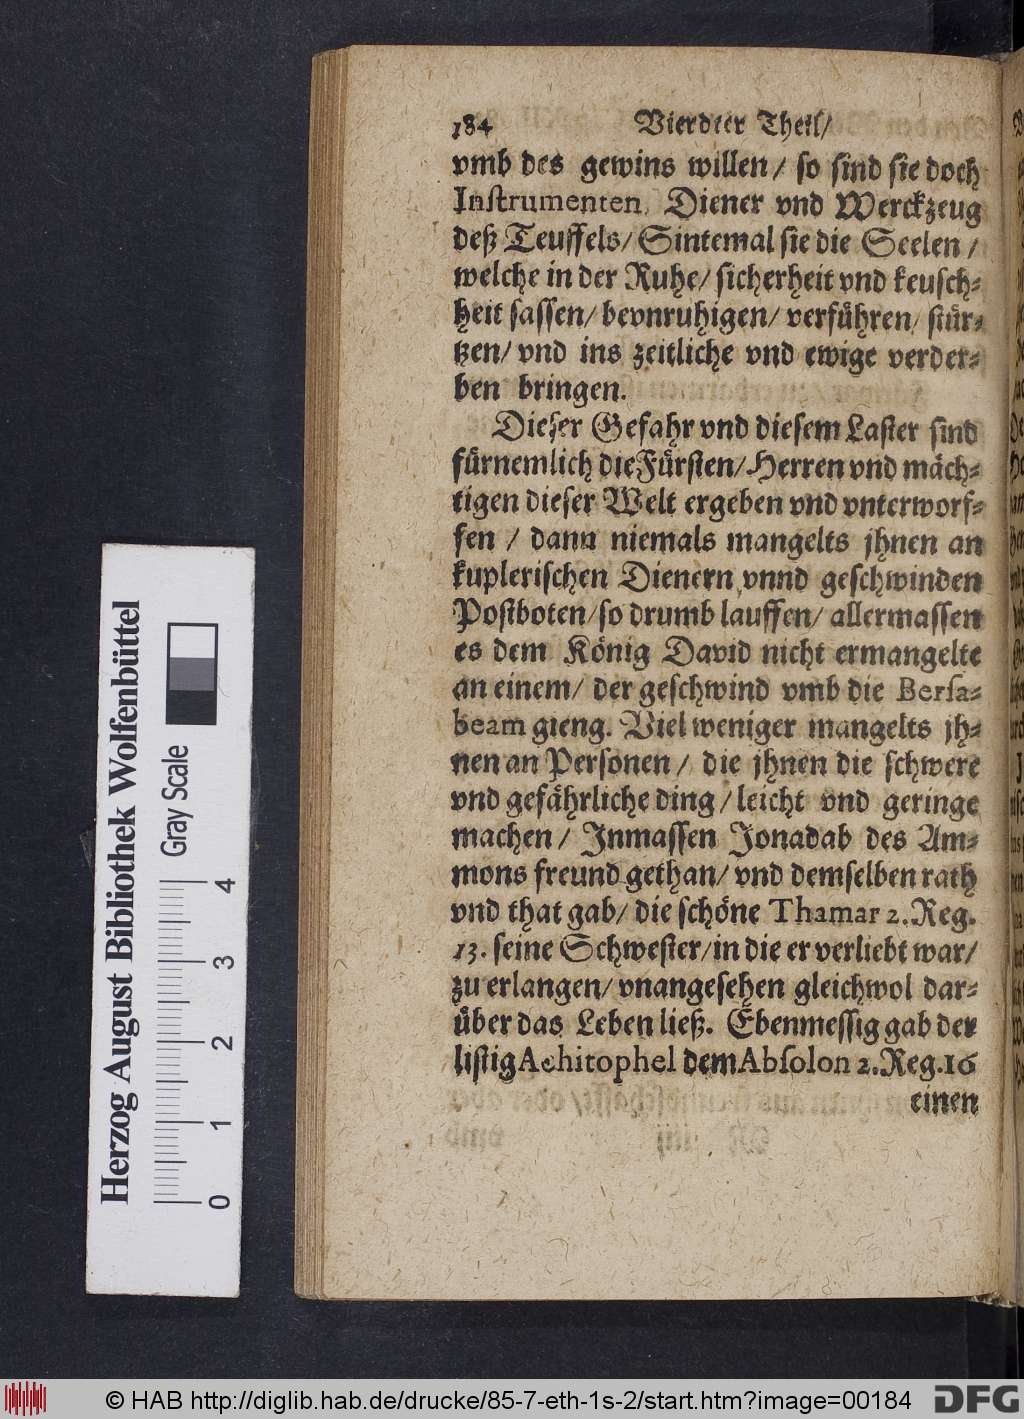 184 Vierdter Theil/
vmb des gewins willen/ so sind sie doch
Instrumenten, Diener vnd Werckzeug
deß Teuffels/ Sintemal sie die Seelen /
welche in der Ruhe/ sicherheit vnd keusch-
heit sassen/ bevnruhigen/ verführen/ stür-
tzen/ vnd ins zeitliche vnd ewige verder-
ben bringen.
Dieser Gefahr vnd diesem Laster sind
fürnemlich die Fürsten/ Herren vnd mäch-
tigen dieser Welt ergeben vnd vnterworf-
fen / dann niemals mangelts jhnen an
kuplerischen Dienern, vnnd geschwinden
Postboten/ so drumb lauffen/ allermassen
es dem König David nicht ermangelte
an einem/ der geschwind vmb die Bersa-
beam gieng. Viel weniger mangelts jh-
nen an Personen / die jhnen die schwere
vnd gefährliche ding / leicht vnd geringe
machen / Inmassen Jonadab des Am-
mons freund gethan/ vnd demselben rath
vnd that gab/ die schöne Thamar 2. Reg.
13. seine Schwester/ in die er verliebt war/
zu erlangen/ vnangesehen gleichwol dar-
über das Leben ließ. Ebenmessig gab der
listig Achitophel dem Absolon 2. Reg. 16
einen
Herzog August Bibliothek Wolfenbüttel
Gray Scale
0 1 2 3 4
© HAB http://diglib.hab.de/drucke/85-7-eth-1s-2/start.htm?image=00184
DFG